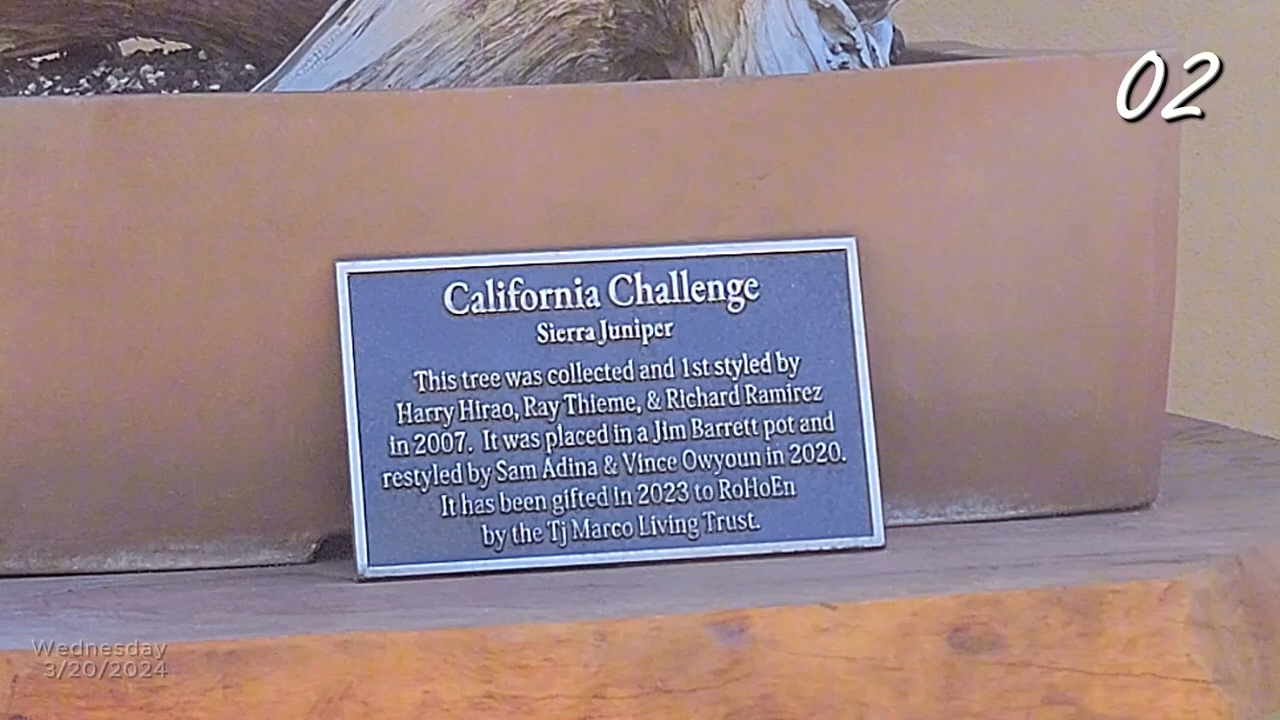 02
California Challenge
Sierra Juniper
This tree was collected and 1st styled by
Harry Hirao, Ray Thieme, & Richard Ramirez
in 2007. It was placed in a Jim Barrett pot and
restyled by Sam Adina & Vince Owyoun in 2020.
It has been gifted in 2023 to RoHoEn
by the Tj Marco Living Trust.
Wednesday
3/20/2024